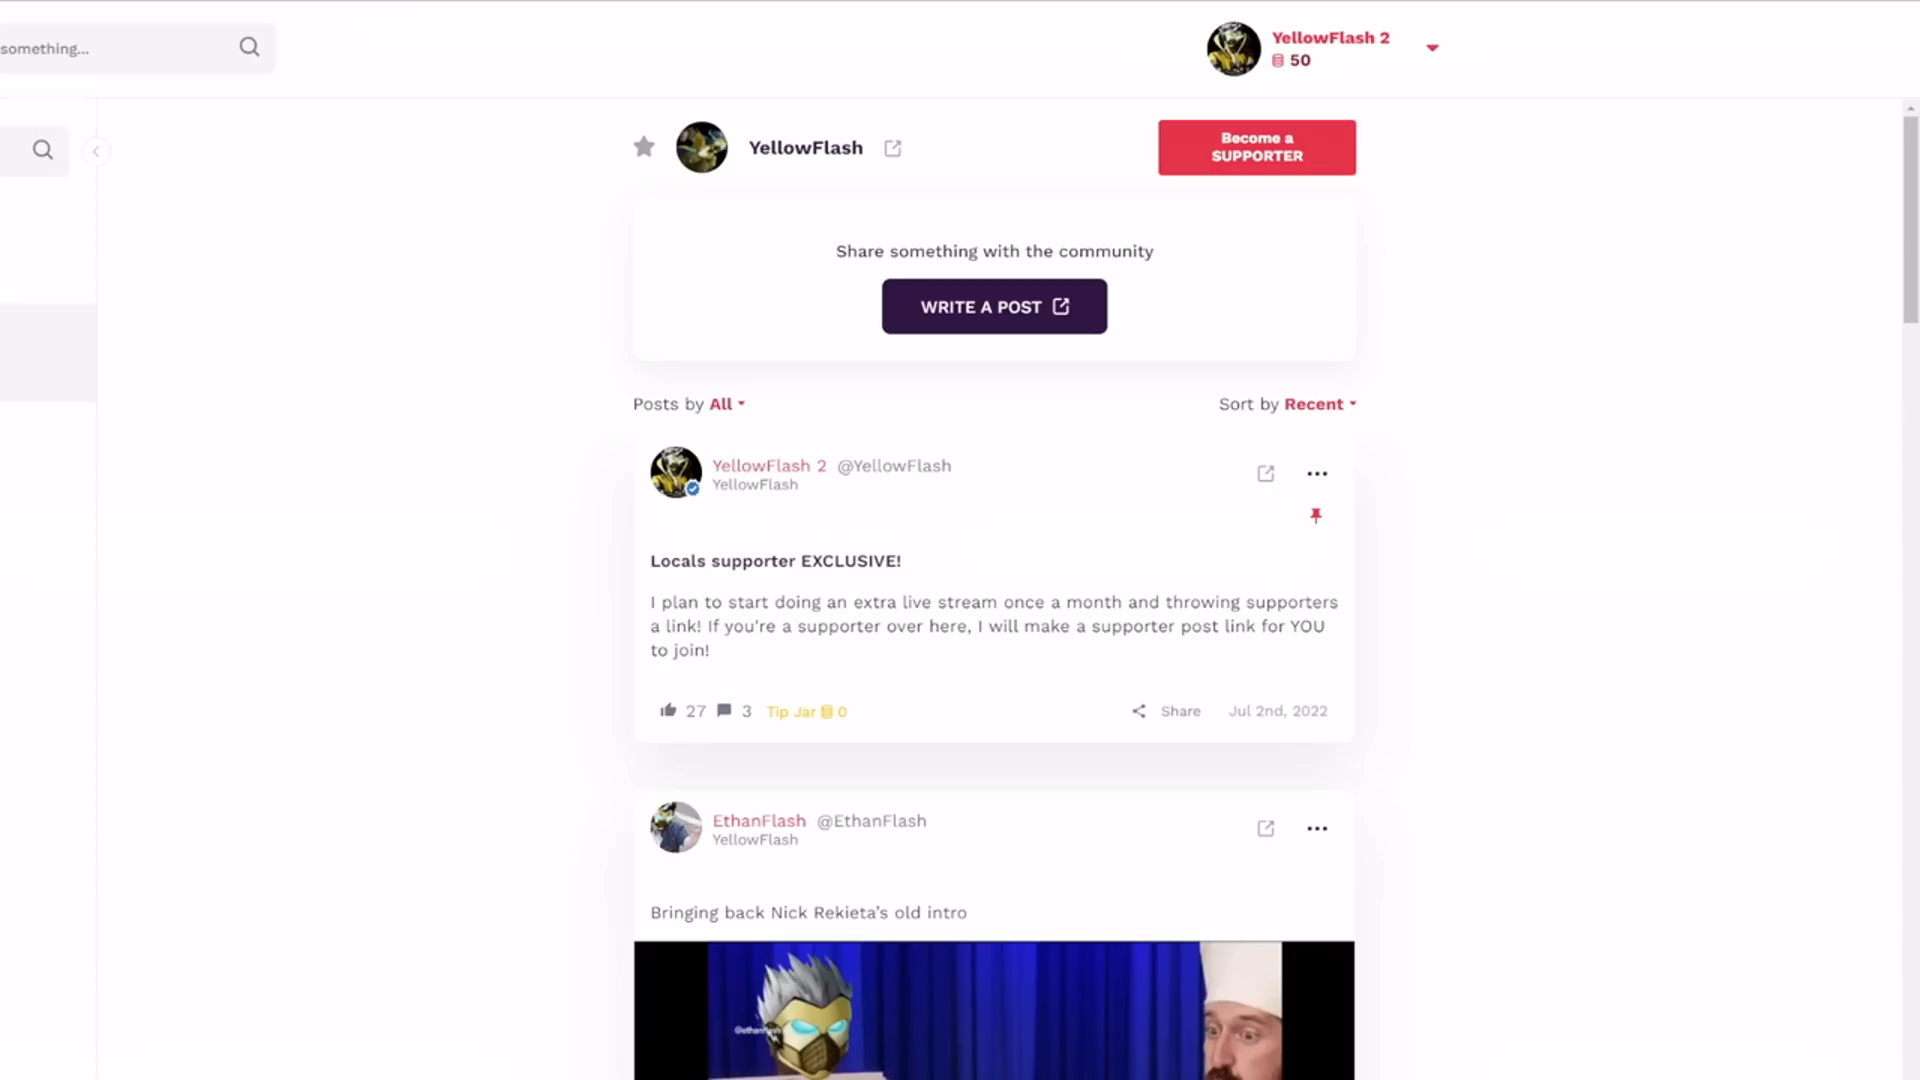 something...
YellowFlash 2
50
YellowFlash
Become a
SUPPORTER
Share something with the community
WRITE A POST
Posts by All
Sort by Recent
YellowFlash 2 @YellowFlash
YellowFlash
Locals supporter EXCLUSIVE!
I plan to start doing an extra live stream once a month and throwing supporters
a link! If you're a supporter over here, I will make a supporter post link for YOU
to join!
27 3 Tip Jar 0
Share Jul 2nd, 2022
EthanFlash @EthanFlash
YellowFlash
Bringing back Nick Rekieta’s old intro
@ethanflash